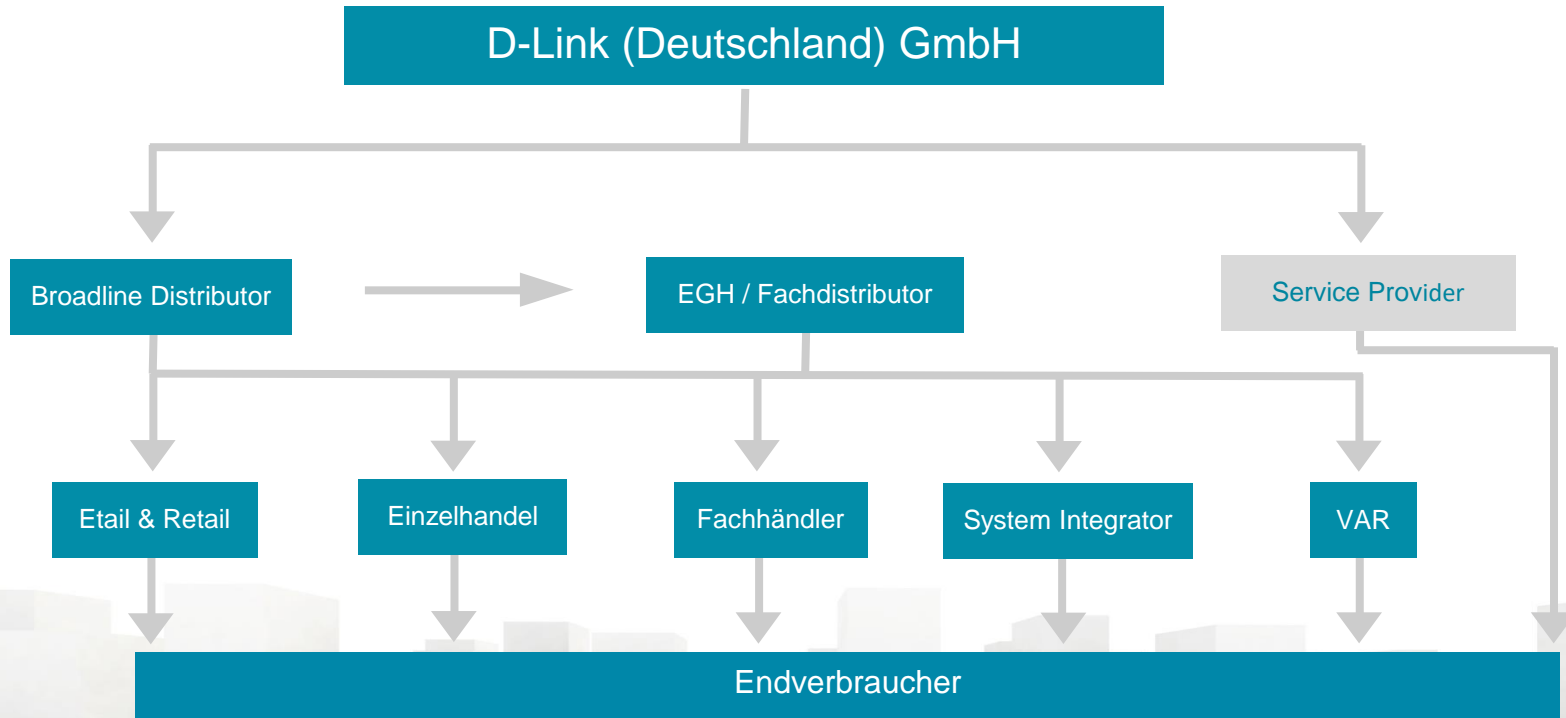 D-Link (Deutschland) GmbH
Broadline Distributor
EGH / Fachdistributor
Service Provider
Etail & Retail
Einzelhandel
Fachhändler
System Integrator
VAR
Endverbraucher